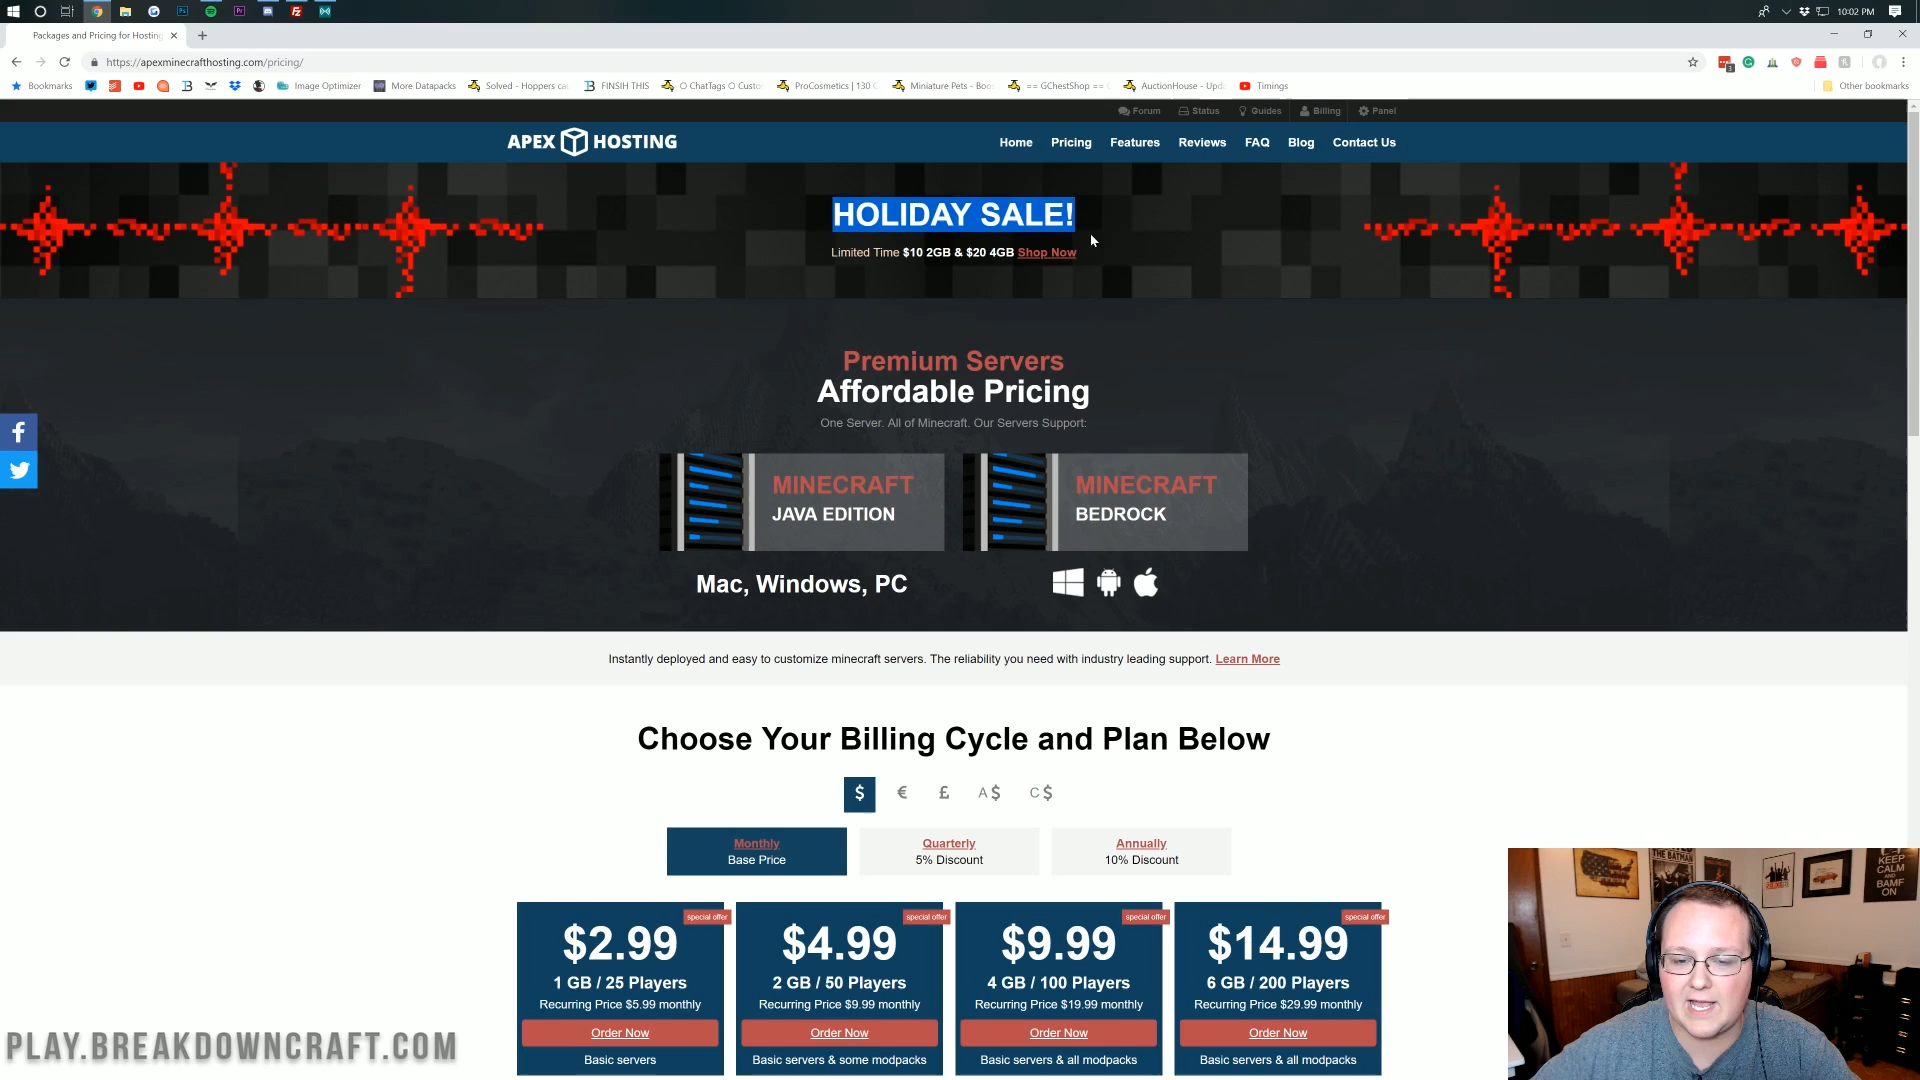 10:02 PM
Packages and Pricing for Hosting
https://apexminecrafthosting.com/pricing/
Bookmarks
Image Optimizer
More Datapacks
Solved - Hoppers
FINSIH THIS
O ChatTags O
ProCosmetics | 130
Miniature Pets -
== GChestShop ==
AuctionHouse -
Timings
Other bookmarks
Forum Status Guides Billing Panel
APEX HOSTING
Home Pricing Features Reviews FAQ Blog Contact Us
HOLIDAY SALE!
Limited Time $10 2GB & $20 4GB Shop Now
Premium Servers
Affordable Pricing
One Server. All of Minecraft. Our Servers Support:
MINECRAFT
JAVA EDITION
MINECRAFT
BEDROCK
Mac, Windows, PC
Instantly deployed and easy to customize minecraft servers. The reliability you need with industry leading support. Learn More
Choose Your Billing Cycle and Plan Below
$ € £ A$ C$
Monthly
Base Price
Quarterly
5% Discount
Annually
10% Discount
special offer
$2.99
1 GB / 25 Players
Recurring Price $5.99 monthly
Order Now
Basic servers
special offer
$4.99
2 GB / 50 Players
Recurring Price $9.99 monthly
Order Now
Basic servers & some modpacks
special offer
$9.99
4 GB / 100 Players
Recurring Price $19.99 monthly
Order Now
Basic servers & all modpacks
special offer
$14.99
6 GB / 200 Players
Recurring Price $29.99 monthly
Order Now
Basic servers & all modpacks
PLAY.BREAKDOWNCRAFT.COM
THE BATMAN
KEEP
CALM
AND
BAMF
ON